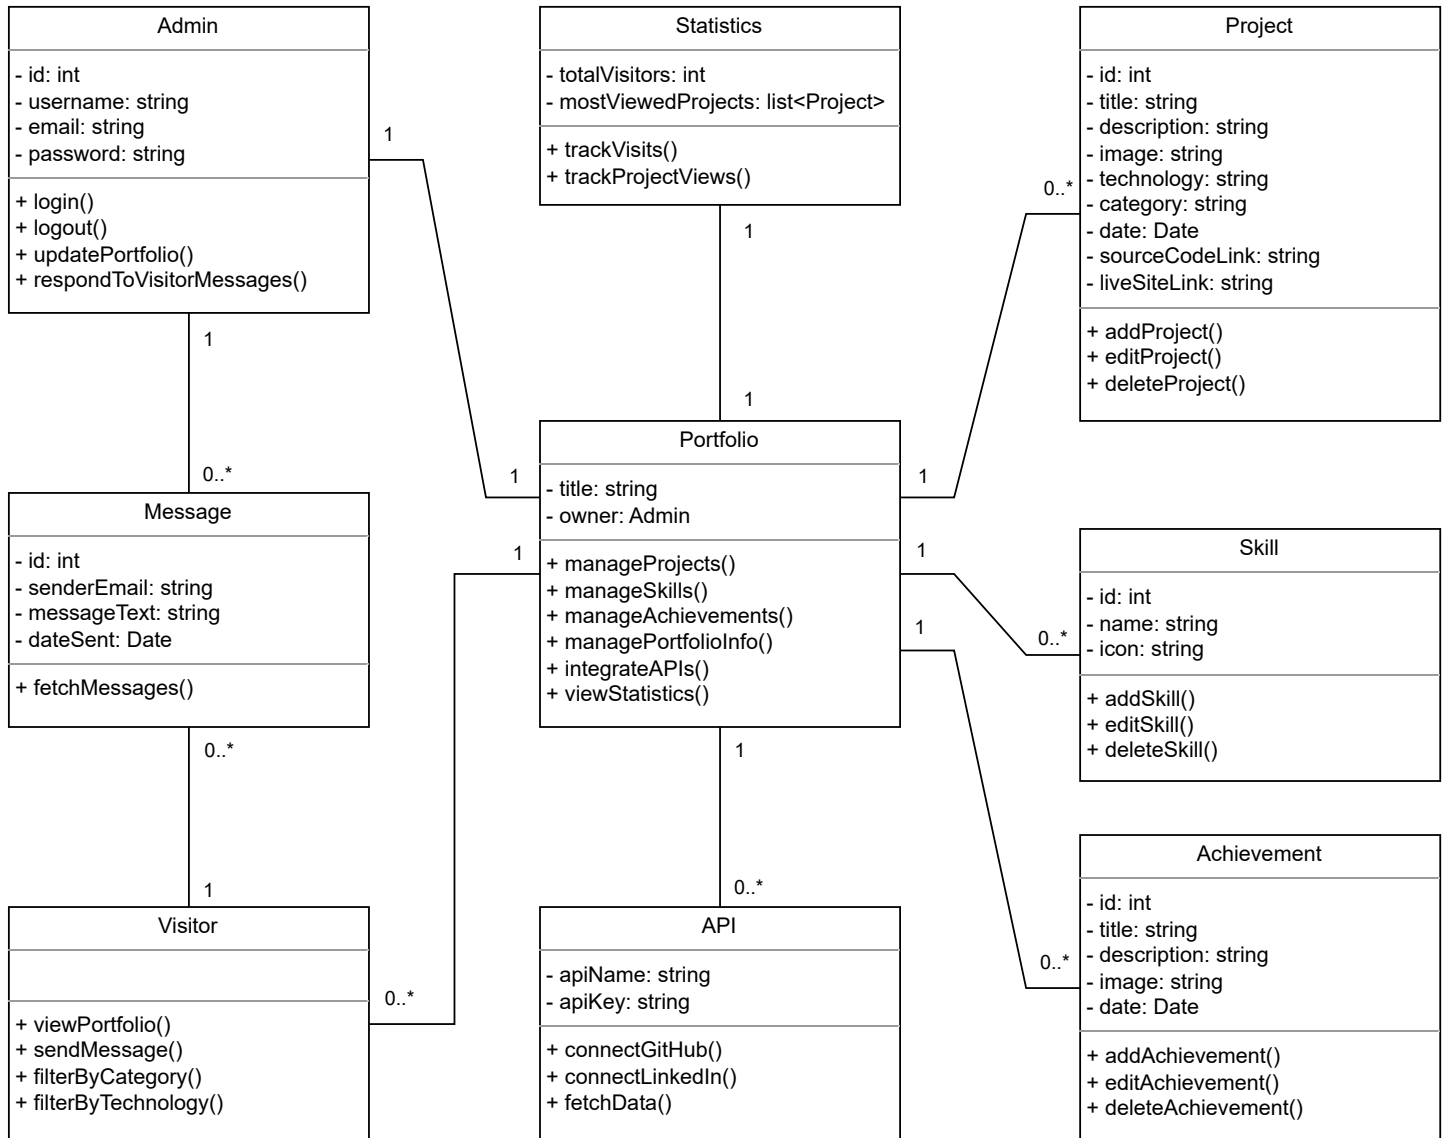 Admin
- id: int
- username: string
- email: string
- password: string
+ login()
+ logout()
+ updatePortfolio()
+ respondToVisitorMessages()
1
1
0..*
Statistics
- totalVisitors: int
- mostViewedProjects: list<Project>
+ trackVisits()
+ trackProjectViews()
1
1
Project
- id: int
- title: string
- description: string
- image: string
- technology: string
- category: string
- date: Date
- sourceCodeLink: string
- liveSiteLink: string
+ addProject()
+ editProject()
+ deleteProject()
0..*
Message
- id: int
- senderEmail: string
- messageText: string
- dateSent: Date
+ fetchMessages()
0..*
1
Portfolio
- title: string
- owner: Admin
+ manageProjects()
+ manageSkills()
+ manageAchievements()
+ managePortfolioInfo()
+ integrateAPIs()
+ viewStatistics()
1
1
1
1
1
1
0..*
Skill
- id: int
- name: string
- icon: string
+ addSkill()
+ editSkill()
+ deleteSkill()
0..*
Visitor
+ viewPortfolio()
+ sendMessage()
+ filterByCategory()
+ filterByTechnology()
0..*
API
- apiName: string
- apiKey: string
+ connectGitHub()
+ connectLinkedIn()
+ fetchData()
Achievement
- id: int
- title: string
- description: string
- image: string
- date: Date
+ addAchievement()
+ editAchievement()
+ deleteAchievement()
0..*